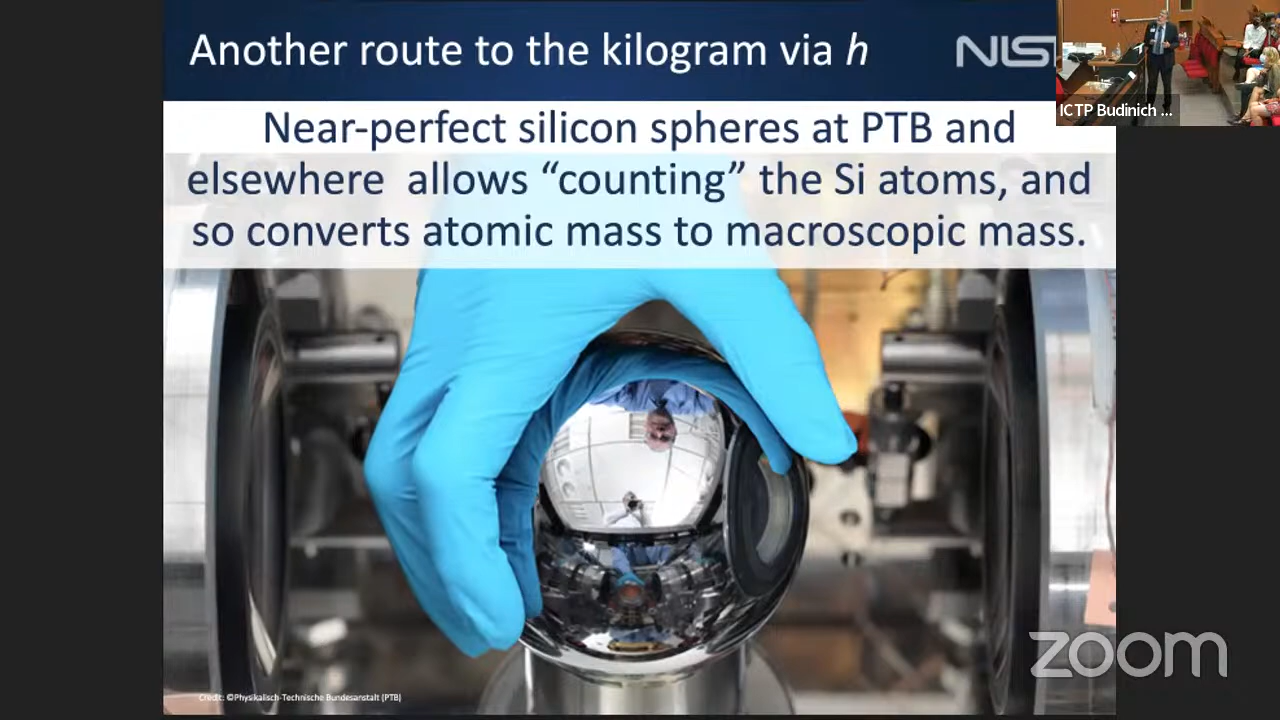 Another route to the kilogram via h
NIS
ICTP Budinich ...
Near-perfect silicon spheres at PTB and
elsewhere allows “counting” the Si atoms, and
so converts atomic mass to macroscopic mass.
zoom
Credit: ©Physikalisch-Technische Bundesanstalt (PTB)